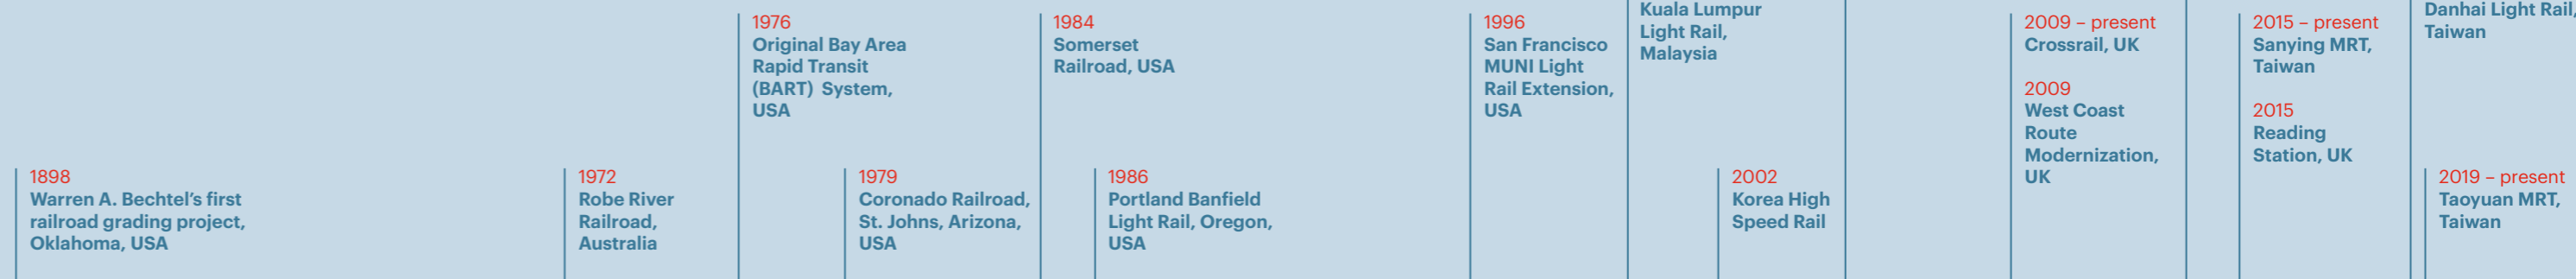 1976
Original Bay Area
Rapid Transit
(BART) System,
USA
1984
Somerset
Railroad, USA
1996
San Francisco
MUNI Light
Rail Extension,
USA
Kuala Lumpur
Light Rail,
Malaysia
2009 – present
Crossrail, UK
2009
West Coast
Route
Modernization,
UK
2015 – present
Sanying MRT,
Taiwan
2015
Reading
Station, UK
Danhai Light Rail,
Taiwan
1898
Warren A. Bechtel’s first
railroad grading project,
Oklahoma, USA
1972
Robe River
Railroad,
Australia
1979
Coronado Railroad,
St. Johns, Arizona,
USA
1986
Portland Banfield
Light Rail, Oregon,
USA
2002
Korea High
Speed Rail
2019 – present
Taoyuan MRT,
Taiwan